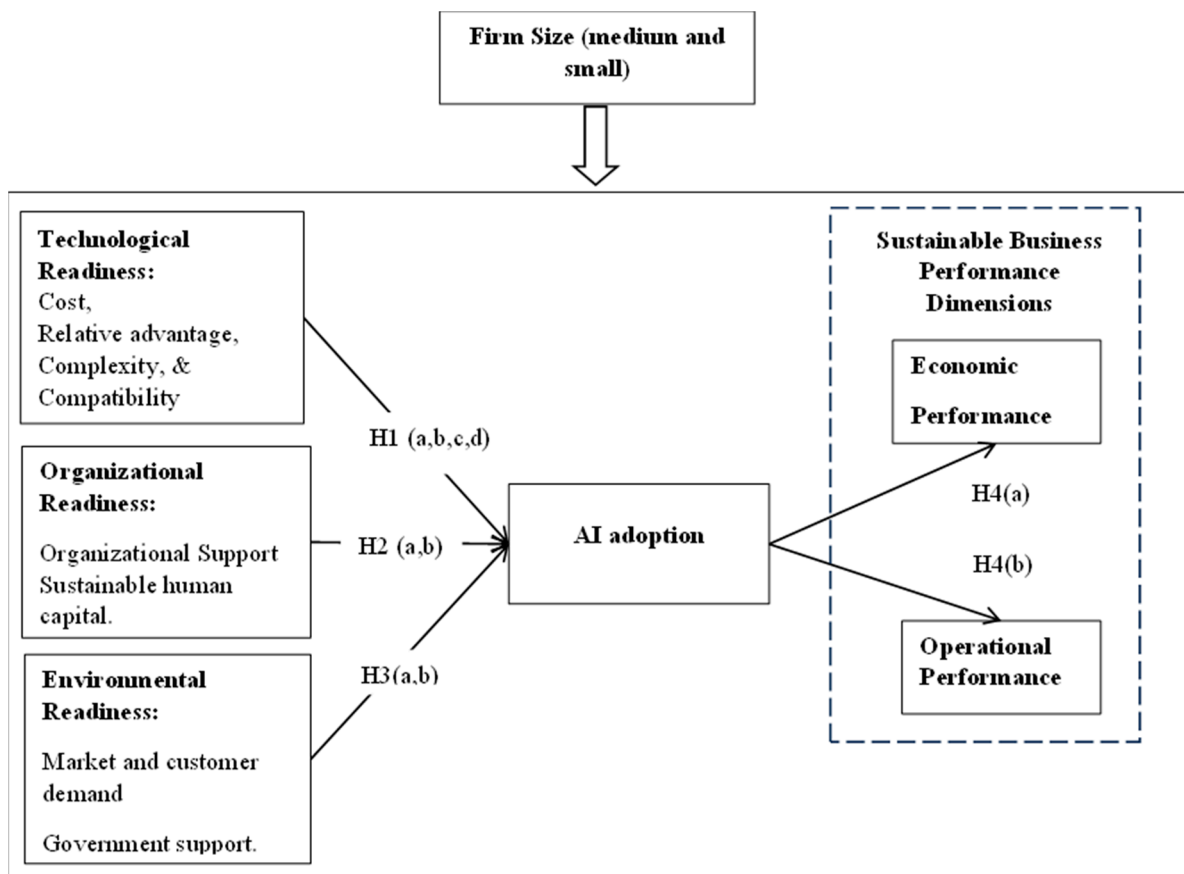 Firm Size (medium and
small)
Technological
Readiness:
Cost,
Relative advantage,
Complexity, &
Compatibility
H1 (a,b,c,d)
Organizational
Readiness:
Organizational Support
Sustainable human
capital.
H2 (a,b)
Environmental
Readiness:
Market and customer
demand
Government support.
H3(a,b)
AI adoption
Sustainable Business
Performance
Dimensions
Economic
Performance
H4(a)
H4(b)
Operational
Performance